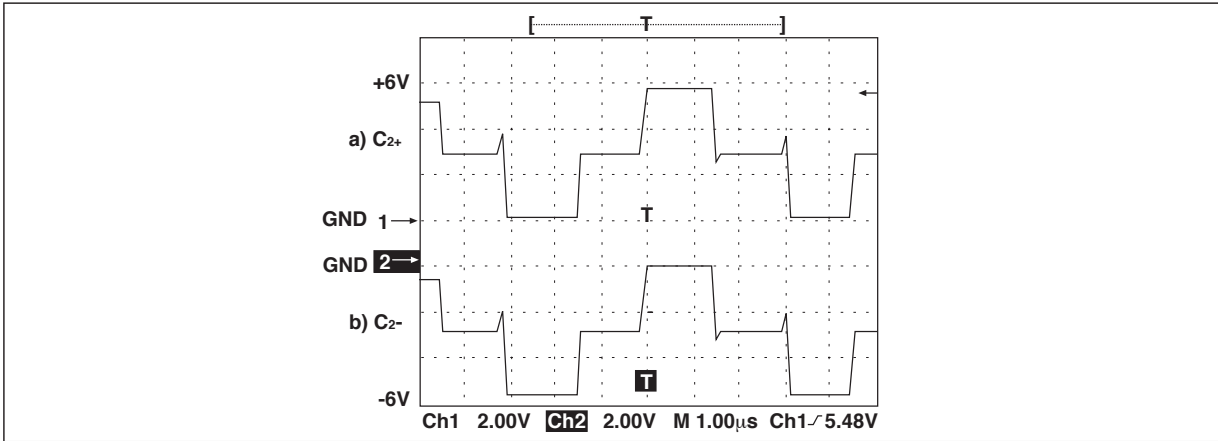 [ T ]
+6V
a) C2+
GND 1
T
GND 2
b) C2-
T
-6V
Ch1 2.00V Ch2 2.00V M 1.00µs Ch1 5.48V